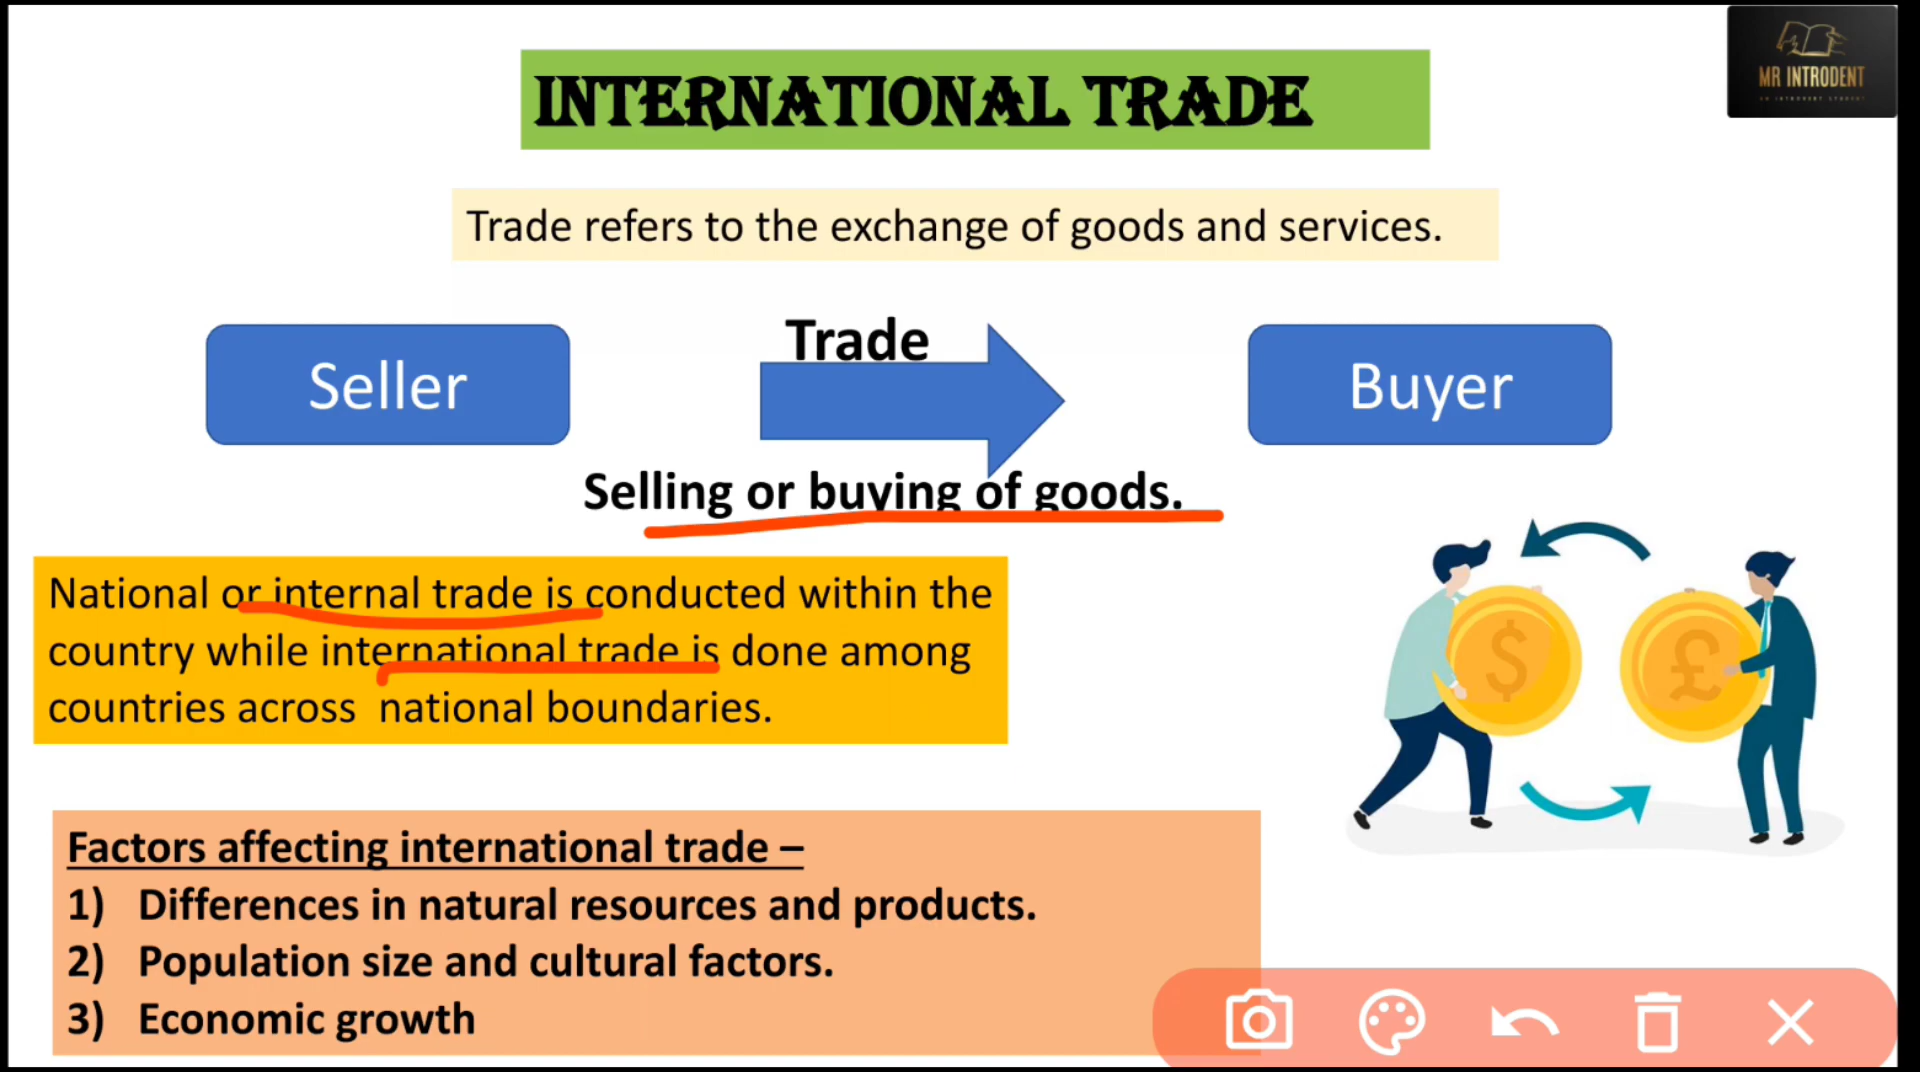 MR INTRODENT
INTERNATIONAL TRADE
Trade refers to the exchange of goods and services.
Trade
Seller
Buyer
Selling or buying of goods.
National or internal trade is conducted within the
country while international trade is done among
countries across national boundaries.
$
£
Factors affecting international trade –
1) Differences in natural resources and products.
2) Population size and cultural factors.
3) Economic growth